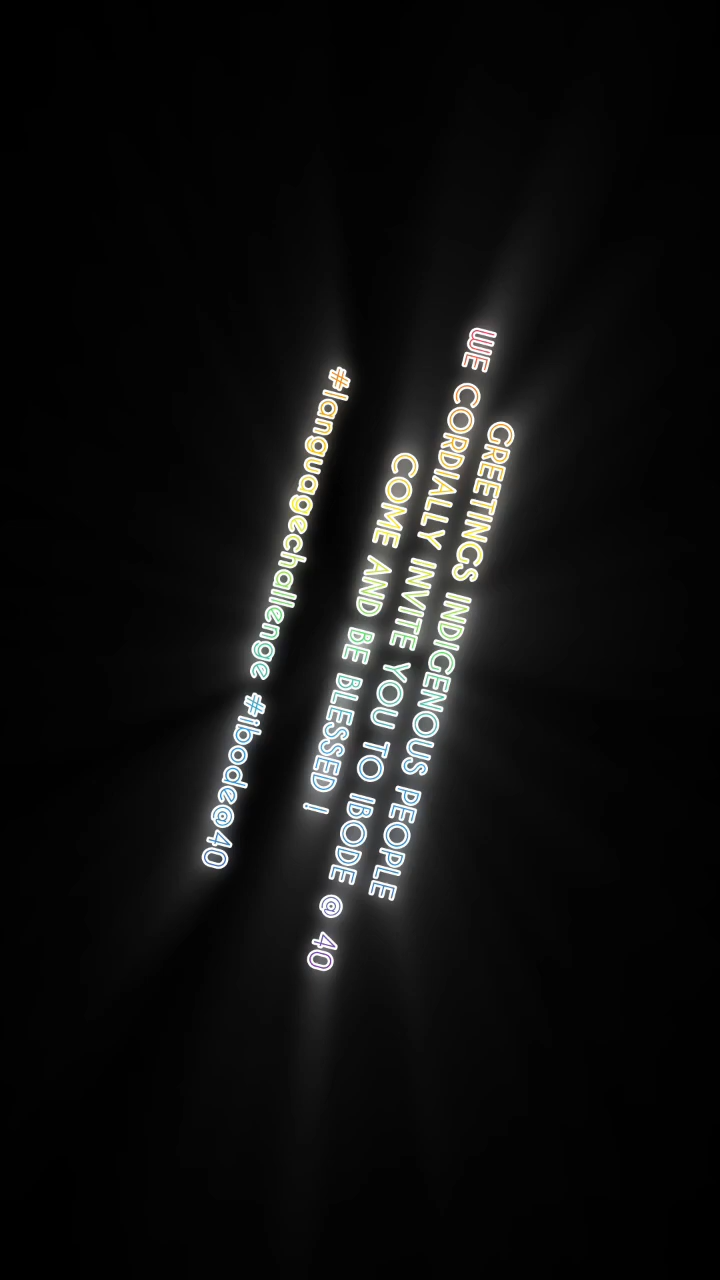 GREETINGS INDIGENOUS PEOPLE
WE CORDIALLY INVITE YOU TO IBODE @ 40
COME AND BE BLESSED !
#languagechallenge #ibode@40